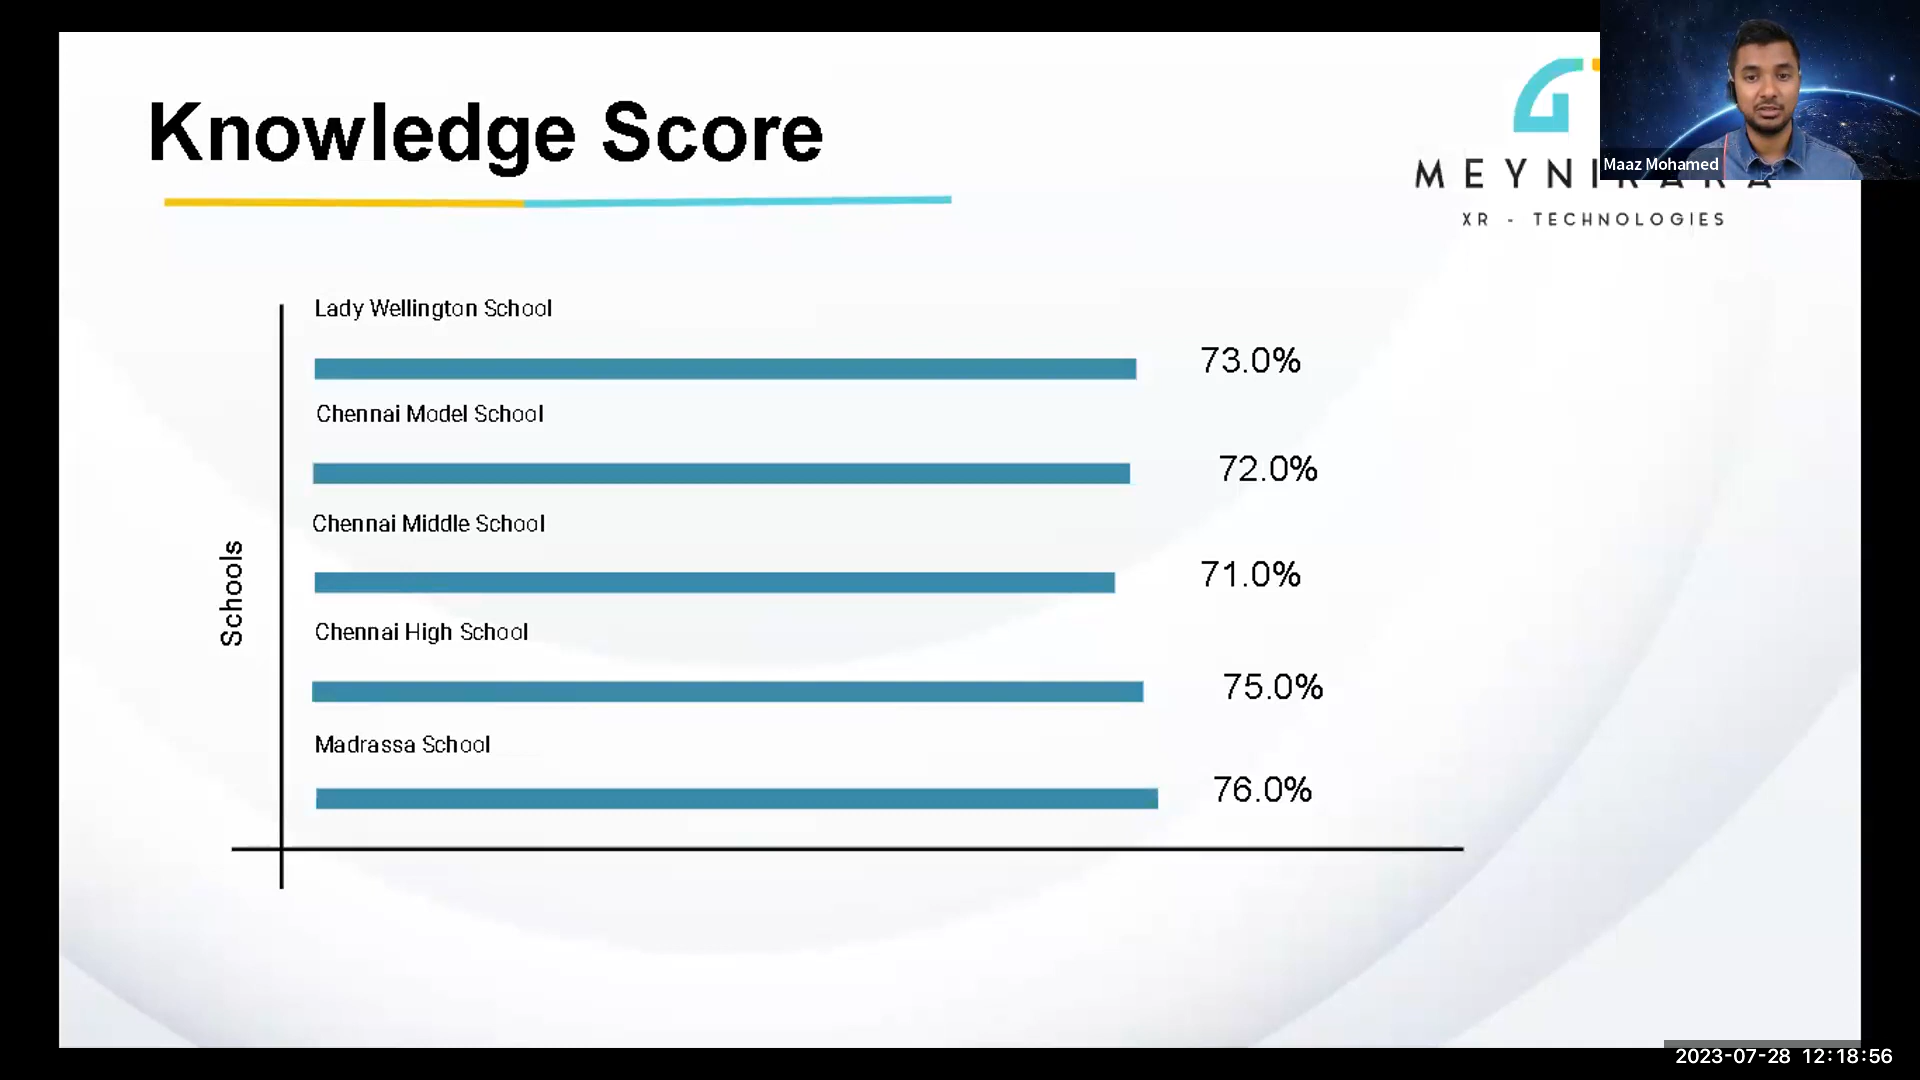 Knowledge Score
Maaz Mohamed
XR - TECHNOLOGIES
Lady Wellington School
73.0%
Chennai Model School
72.0%
Chennai Middle School
71.0%
Schools
Chennai High School
75.0%
Madrassa School
76.0%
2023-07-28 12:18:56